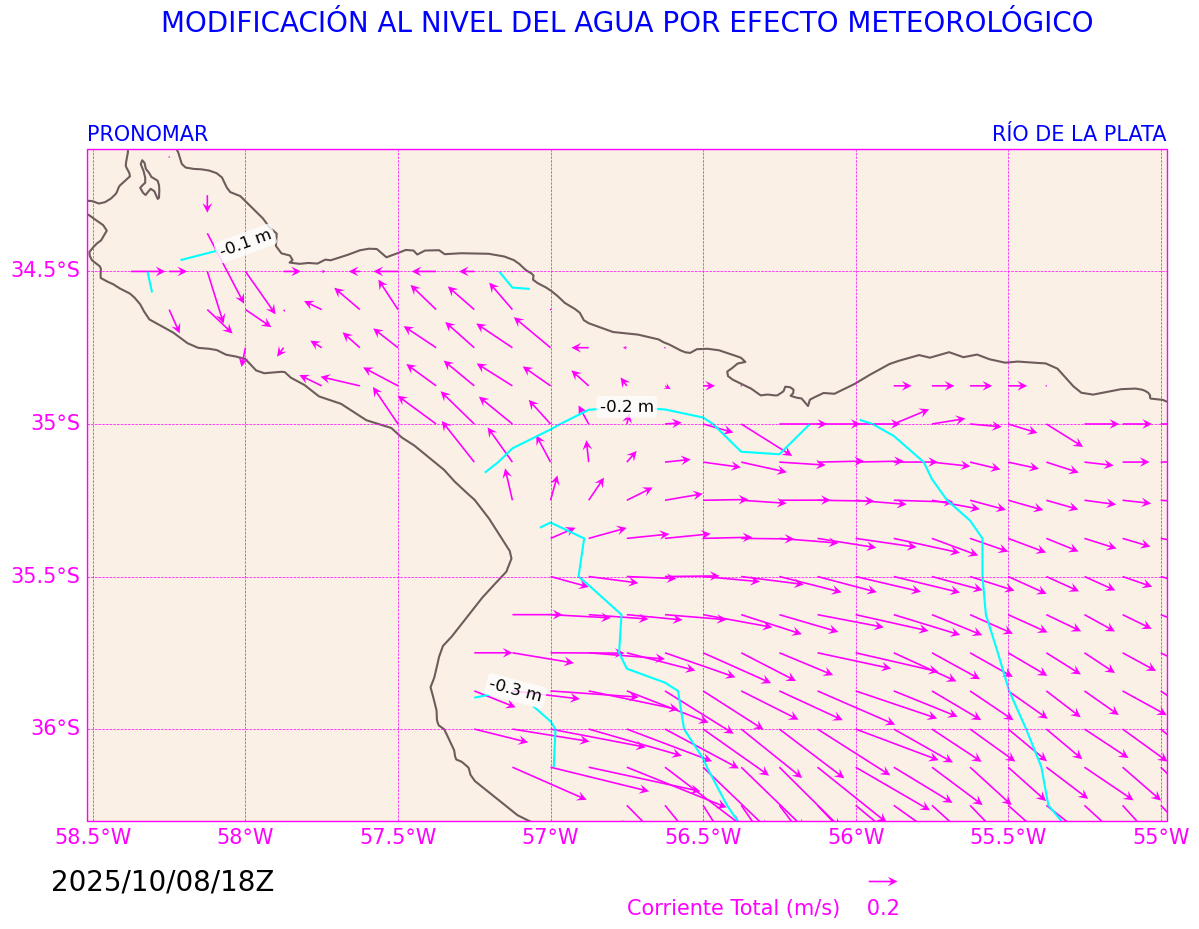 MODIFICACIÓN AL NIVEL DEL AGUA POR EFECTO METEOROLÓGICO
PRONOMAR
RÍO DE LA PLATA
-0.1 m
34.5°S
-0.2 m
35°S
35.5°S
-0.3 m
36°S
58.5°W
58°W
57.5°W
57°W
56.5°W
56°W
55.5°W
55°W
2025/10/08/18Z
Corriente Total (m/s) 0.2